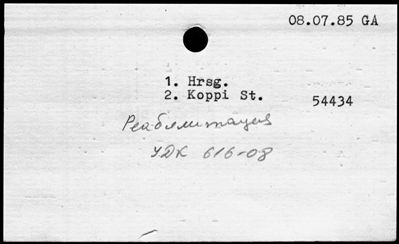 08.07.85 GA
1. Hrsg.
2. Koppi St.
54434
Реабилитация
УДК 616-08